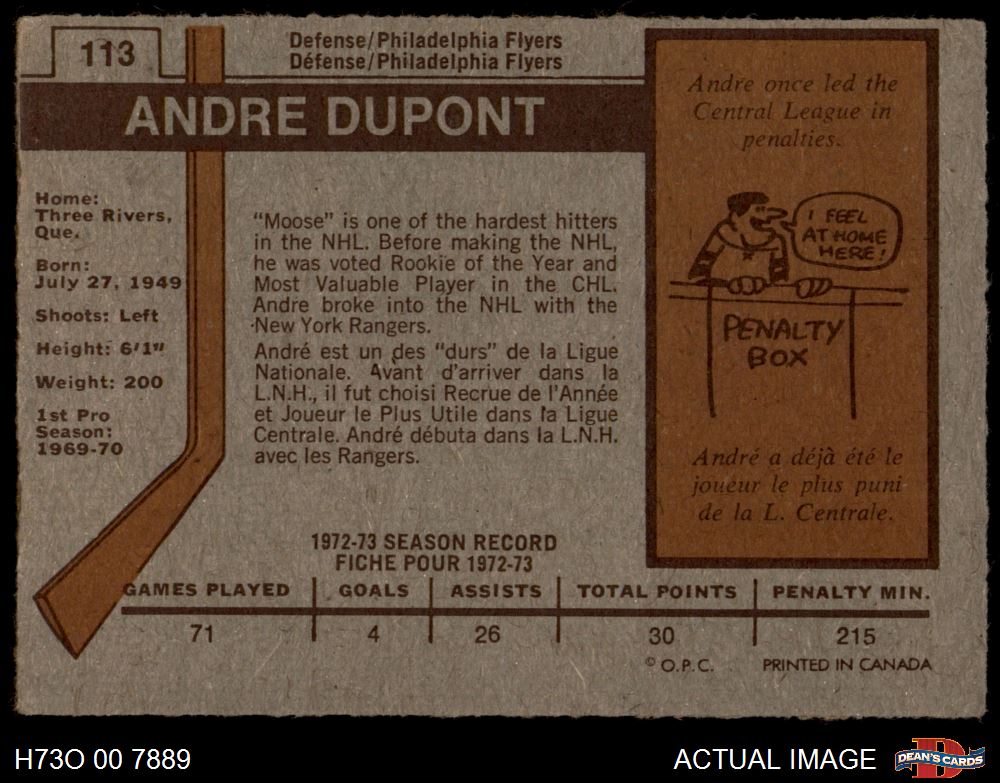 113
Defense/Philadelphia Flyers
Défense/Philadelphia Flyers
ANDRE DUPONT
Home:
Three Rivers,
Que.
Born:
July 27, 1949
Shoots: Left
Height: 6'1"
Weight: 200
1st Pro
Season:
1969-70
"Moose" is one of the hardest hitters
in the NHL. Before making the NHL,
he was voted Rookie of the Year and
Most Valuable Player in the CHL.
Andre broke into the NHL with the
New York Rangers.
André est un des "durs" de la Ligue
Nationale. Avant d'arriver dans la
L.N.H., il fut choisi Recrue de l'Année
et Joueur le Plus Utile dans la Ligue
Centrale. André débuta dans la L.N.H.
avec les Rangers.
Andre once led the
Central League in
penalties.
I FEEL
AT HOME
HERE!
PENALTY
BOX
André a déjà été le
joueur le plus puni
de la L. Centrale.
1972-73 SEASON RECORD
FICHE POUR 1972-73
GAMES PLAYED GOALS ASSISTS TOTAL POINTS PENALTY MIN.
71 4 26 30 215
© O.P.C. PRINTED IN CANADA
H73O 00 7889
ACTUAL IMAGE
DEAN'S CARDS